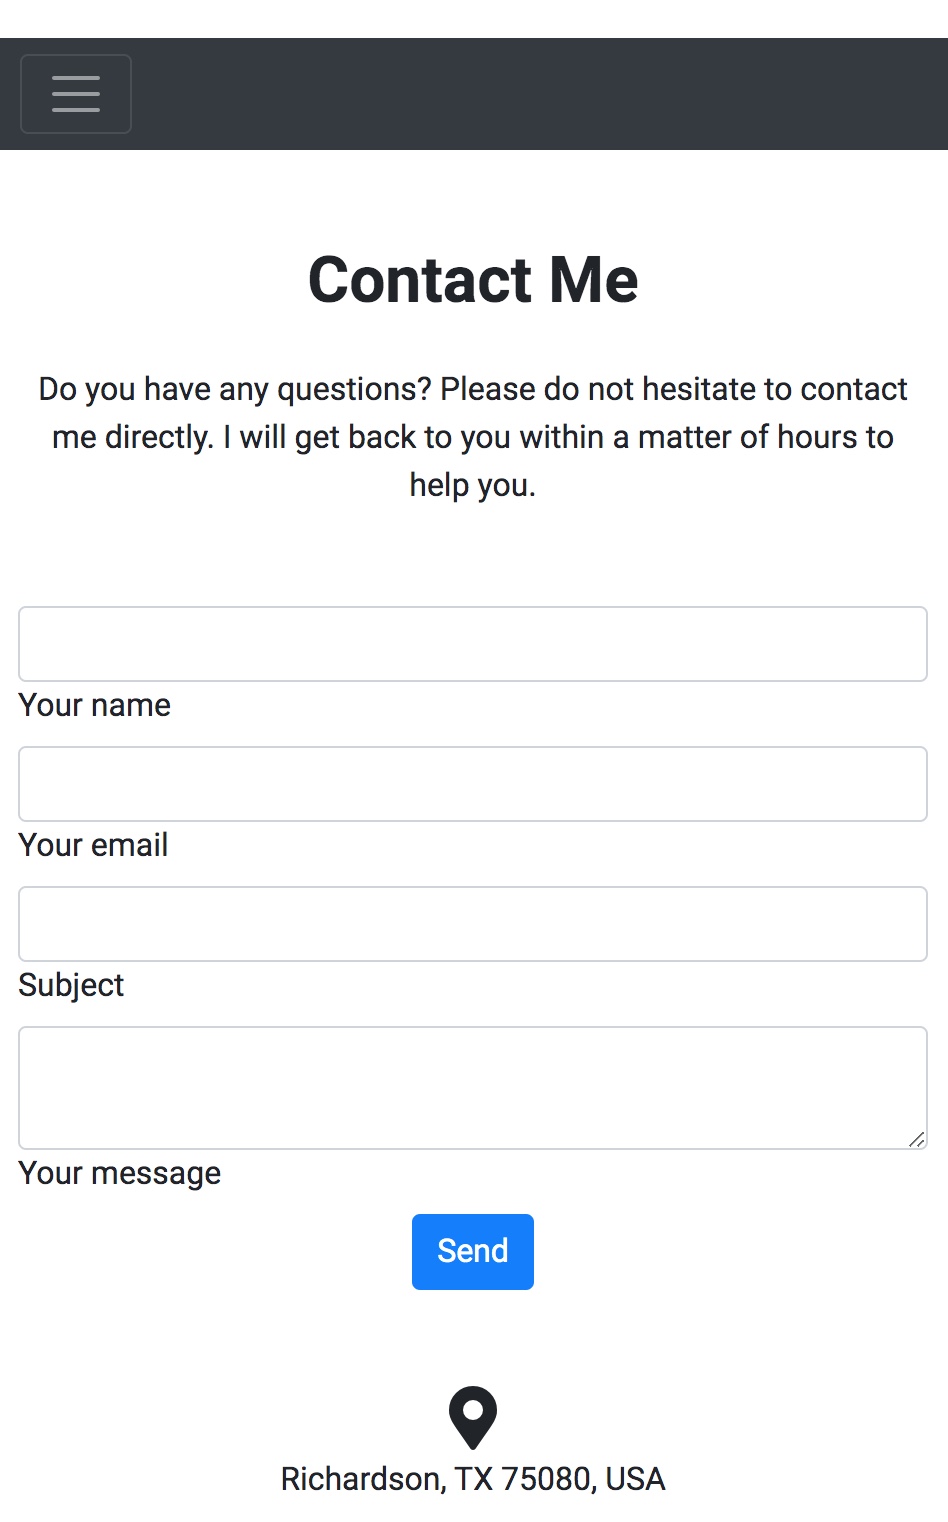 Contact Me
Do you have any questions? Please do not hesitate to contact
me directly. I will get back to you within a matter of hours to
help you.
Your name
Your email
Subject
Your message
Send
Richardson, TX 75080, USA